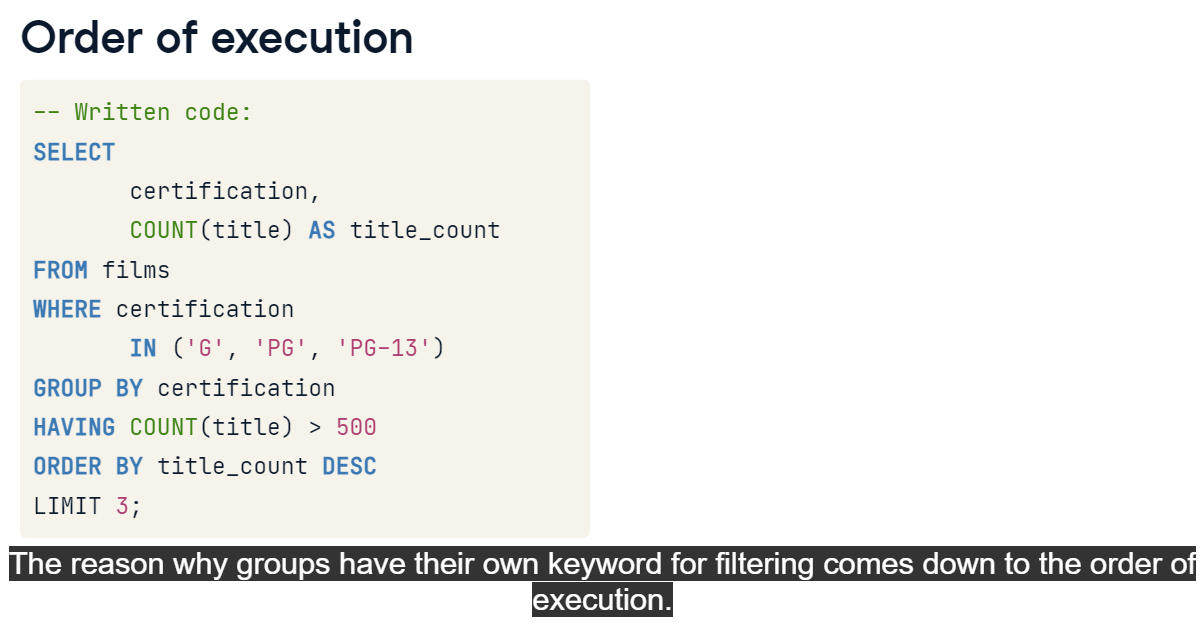 Order of execution
-- Written code:
SELECT
certification,
COUNT(title) AS title_count
FROM films
WHERE certification
IN ('G', 'PG', 'PG-13')
GROUP BY certification
HAVING COUNT(title) > 500
ORDER BY title_count DESC
LIMIT 3;
The reason why groups have their own keyword for filtering comes down to the order of
execution.